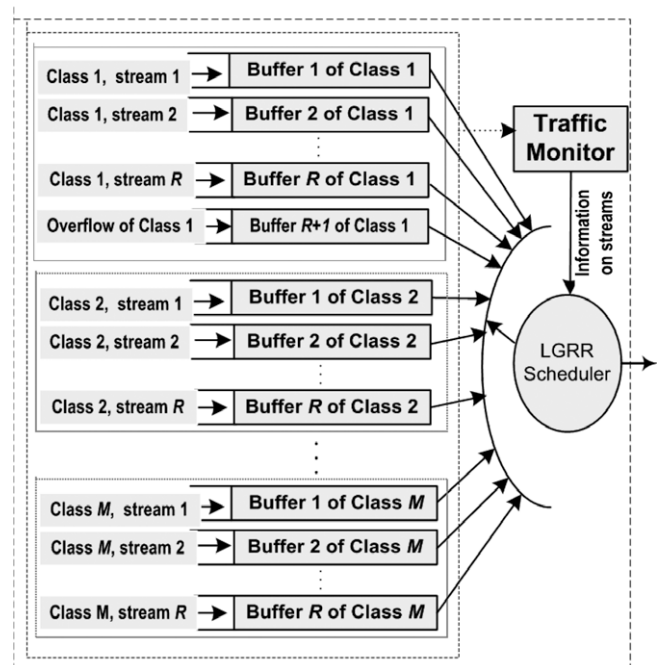 Class 1, stream 1
Buffer 1 of Class 1
Class 1, stream 2
Buffer 2 of Class 1
Class 1, stream R
Buffer R of Class 1
Overflow of Class 1
Buffer R+1 of Class 1
Traffic
Monitor
Information
on streams
Class 2, stream 1
Buffer 1 of Class 2
Class 2, stream 2
Buffer 2 of Class 2
Class 2, stream R
Buffer R of Class 2
LGRR
Scheduler
Class M, stream 1
Buffer 1 of Class M
Class M, stream 2
Buffer 2 of Class M
Class M, stream R
Buffer R of Class M